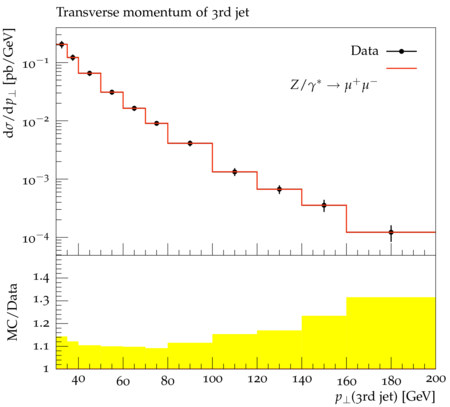 Transverse momentum of 3rd jet
Data
Z/γ* → μ+μ−
dσ/dp⊥ [pb/GeV]
10−1
10−2
10−3
10−4
MC/Data
1.4
1.3
1.2
1.1
1
40 60 80 100 120 140 160 180 200
p⊥(3rd jet) [GeV]